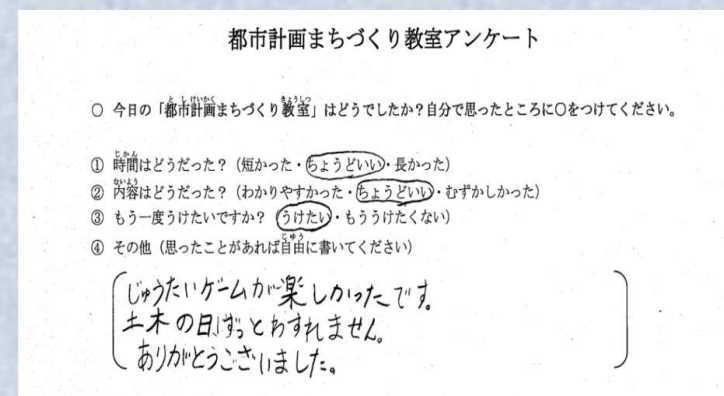 都市計画まちづくり教室アンケート
○ 今日の「都市計画まちづくり教室」はどうでしたか?自分で思ったところに○をつけてください。
① 時間はどうだった? (短かった・ちょうどいい・長かった)
② 内容はどうだった? (わかりやすかった・ちょうどいい・むずかしかった)
③ もう一度うけたいですか? (うけたい・もううけたくない)
④ その他 (思ったことがあれば自由に書いてください)
じゅうたいゲームが楽しかったです。
土木の日はずっとわすれません。
ありがとうございました。